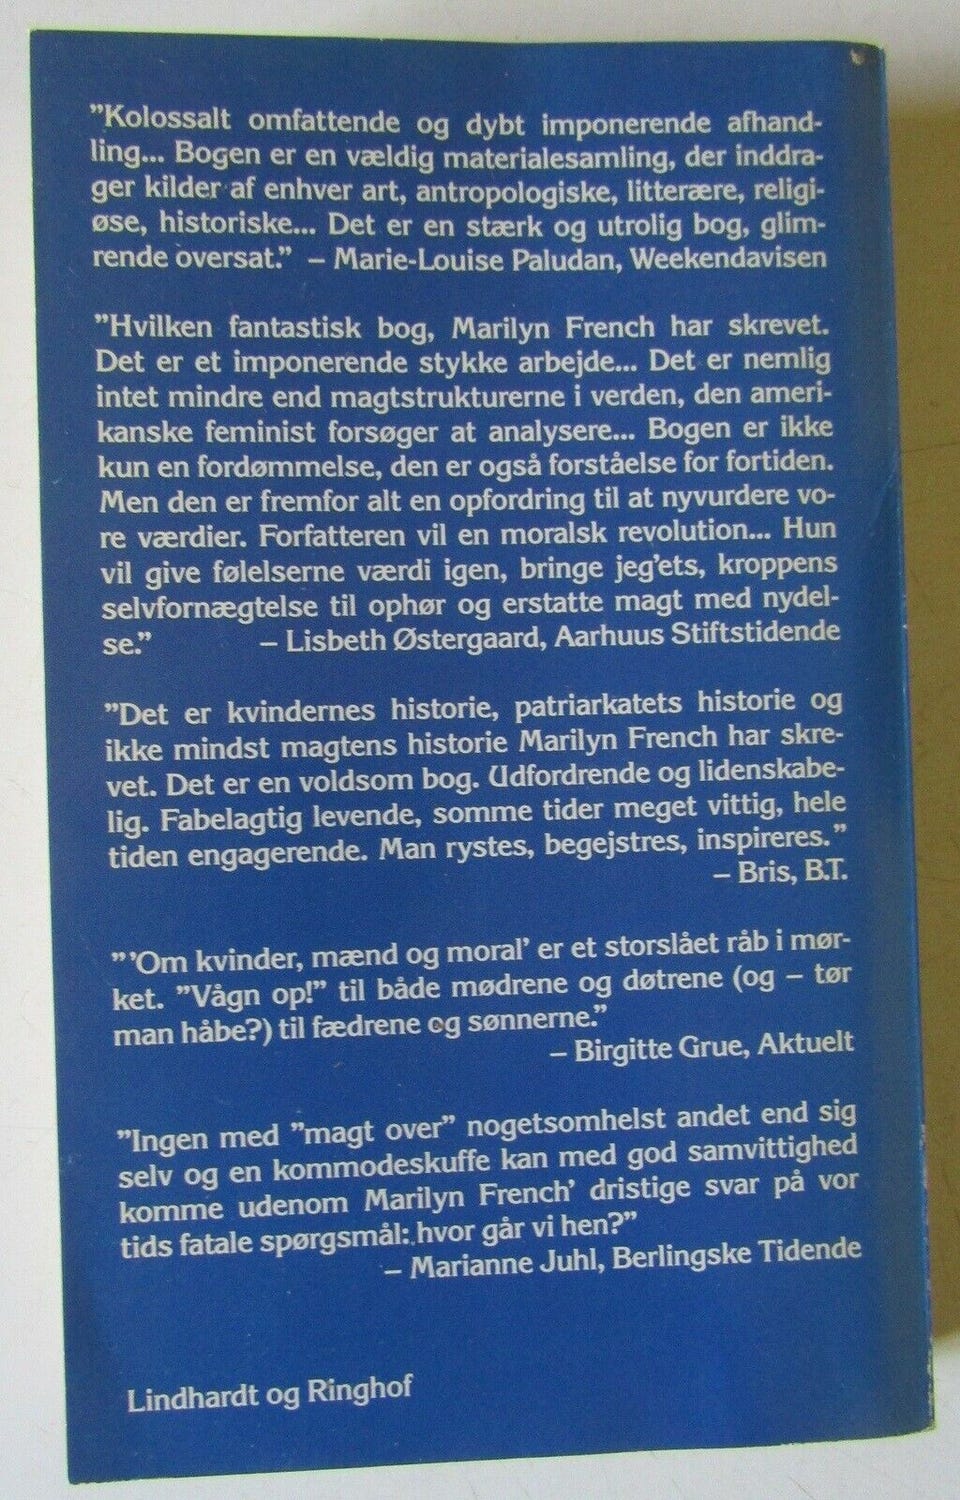 ”Kolossalt omfattende og dybt imponerende afhand-
ling... Bogen er en vældig materialesamling, der inddra-
ger kilder af enhver art, antropologiske, litterære, religi-
øse, historiske... Det er en stærk og utrolig bog, glim-
rende oversat.” – Marie-Louise Paludan, Weekendavisen
”Hvilken fantastisk bog, Marilyn French har skrevet.
Det er et imponerende stykke arbejde... Det er nemlig
intet mindre end magtstrukturerne i verden, den ameri-
kanske feminist forsøger at analysere... Bogen er ikke
kun en fordømmelse, den er også forståelse for fortiden.
Men den er fremfor alt en opfordring til at nyvurdere vo-
re værdier. Forfatteren vil en moralsk revolution... Hun
vil give følelserne værdi igen, bringe jeg’ets, kroppens
selvfornægtelse til ophør og erstatte magt med nydel-
se.” – Lisbeth Østergaard, Aarhuus Stiftstidende
”Det er kvindernes historie, patriarkatets historie og
ikke mindst magtens historie Marilyn French har skre-
vet. Det er en voldsom bog. Udfordrende og lidenskabe-
lig. Fabelagtig levende, somme tider meget vittig, hele
tiden engagerende. Man rystes, begejstres, inspireres.”
– Bris, B.T.
”’Om kvinder, mænd og moral’ er et storslået råb i mør-
ket. ”Vågn op!” til både mødrene og døtrene (og – tør
man håbe?) til fædrene og sønnerne.”
– Birgitte Grue, Aktuelt
”Ingen med ”magt over” nogetsomhelst andet end sig
selv og en kommodeskuffe kan med god samvittighed
komme udenom Marilyn French’ dristige svar på vor
tids fatale spørgsmål: hvor går vi hen?”
– Marianne Juhl, Berlingske Tidende
Lindhardt og Ringhof